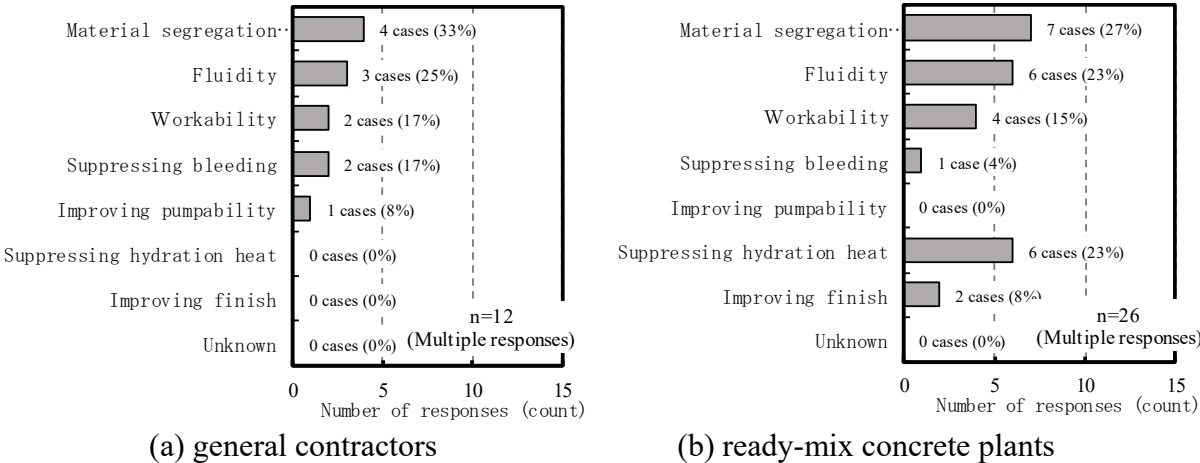 Material segregation‥ 4 cases (33%)
Fluidity 3 cases (25%)
Workability 2 cases (17%)
Suppressing bleeding 2 cases (17%)
Improving pumpability 1 cases (8%)
Suppressing hydration heat 0 cases (0%)
Improving finish 0 cases (0%)
Unknown 0 cases (0%)
n=12
(Multiple responses)
0 5 10 15
Number of responses (count)
(a) general contractors
Material segregation‥ 7 cases (27%)
Fluidity 6 cases (23%)
Workability 4 cases (15%)
Suppressing bleeding 1 case (4%)
Improving pumpability 0 cases (0%)
Suppressing hydration heat 6 cases (23%)
Improving finish 2 cases (8%)
Unknown 0 cases (0%)
n=26
(Multiple responses)
0 5 10 15
Number of responses (count)
(b) ready-mix concrete plants